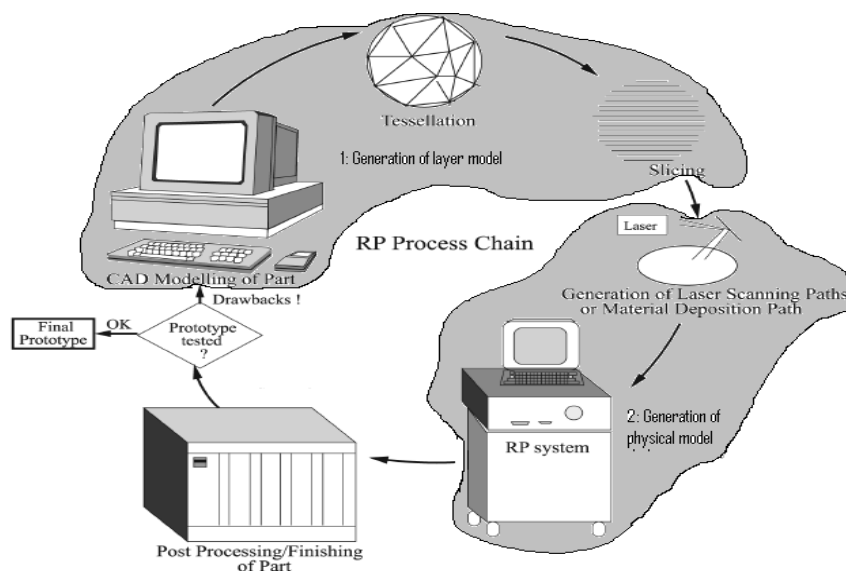 Tessellation
1: Generation of layer model
Slicing
Laser
RP Process Chain
CAD Modelling of Part
Generation of Laser Scanning Paths
or Material Deposition Path
Drawbacks !
OK
Final
Prototype
Prototype
tested
?
2: Generation of
physical model
RP system
Post Processing/Finishing
of Part